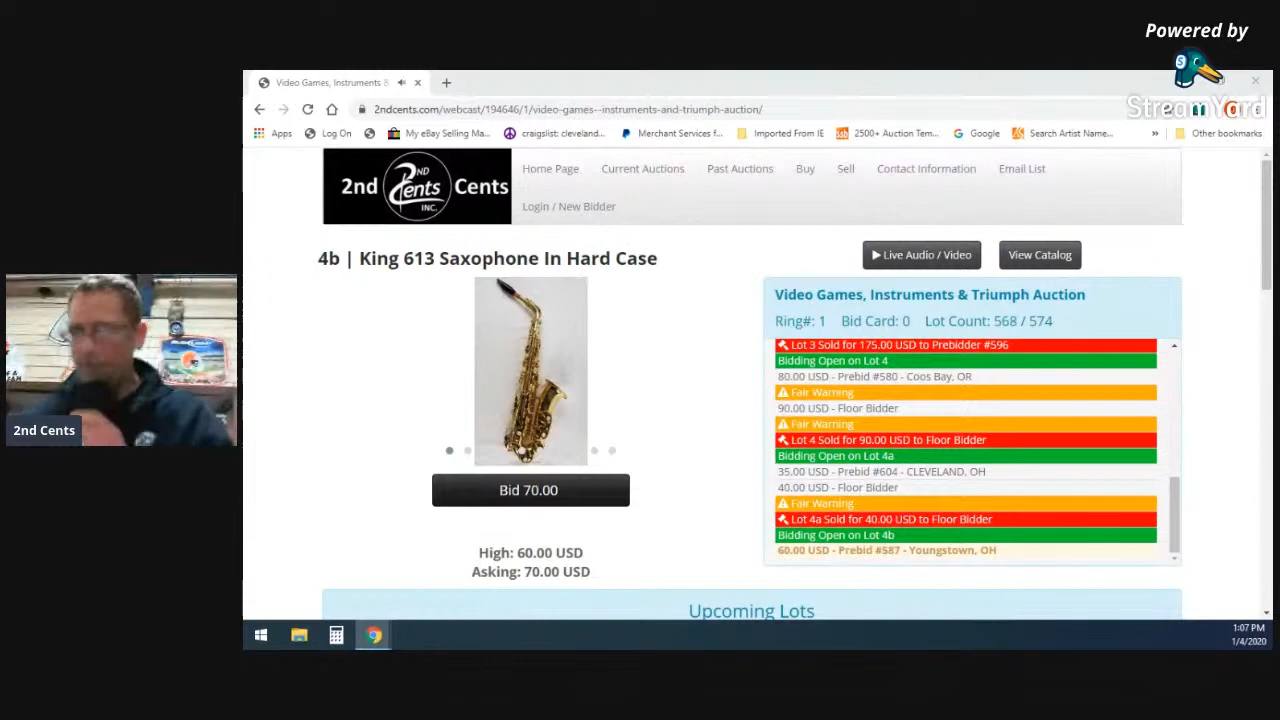 Powered by
StreamYard
Video Games, Instruments &
2ndcents.com/webcast/194646/1/video-games--instruments-and-triumph-auction/
Apps
Log On
My eBay Selling Ma...
craigslist: cleveland...
Merchant Services f...
Imported From IE
2500+ Auction Tem...
Google
Search Artist Name...
»
Other bookmarks
2nd Cents
2ND Cents INC.
Home Page
Current Auctions
Past Auctions
Buy
Sell
Contact Information
Email List
Login / New Bidder
4b | King 613 Saxophone In Hard Case
Live Audio / Video
View Catalog
Video Games, Instruments & Triumph Auction
Ring#: 1 Bid Card: 0 Lot Count: 568 / 574
Lot 3 Sold for 175.00 USD to Prebidder #596
Bidding Open on Lot 4
80.00 USD - Prebid #580 - Coos Bay, OR
Fair Warning
90.00 USD - Floor Bidder
Fair Warning
Lot 4 Sold for 90.00 USD to Floor Bidder
Bidding Open on Lot 4a
35.00 USD - Prebid #604 - CLEVELAND, OH
40.00 USD - Floor Bidder
Fair Warning
Lot 4a Sold for 40.00 USD to Floor Bidder
Bidding Open on Lot 4b
60.00 USD - Prebid #587 - Youngstown, OH
Bid 70.00
High: 60.00 USD
Asking: 70.00 USD
Upcoming Lots
2nd Cents
1:07 PM
1/4/2020